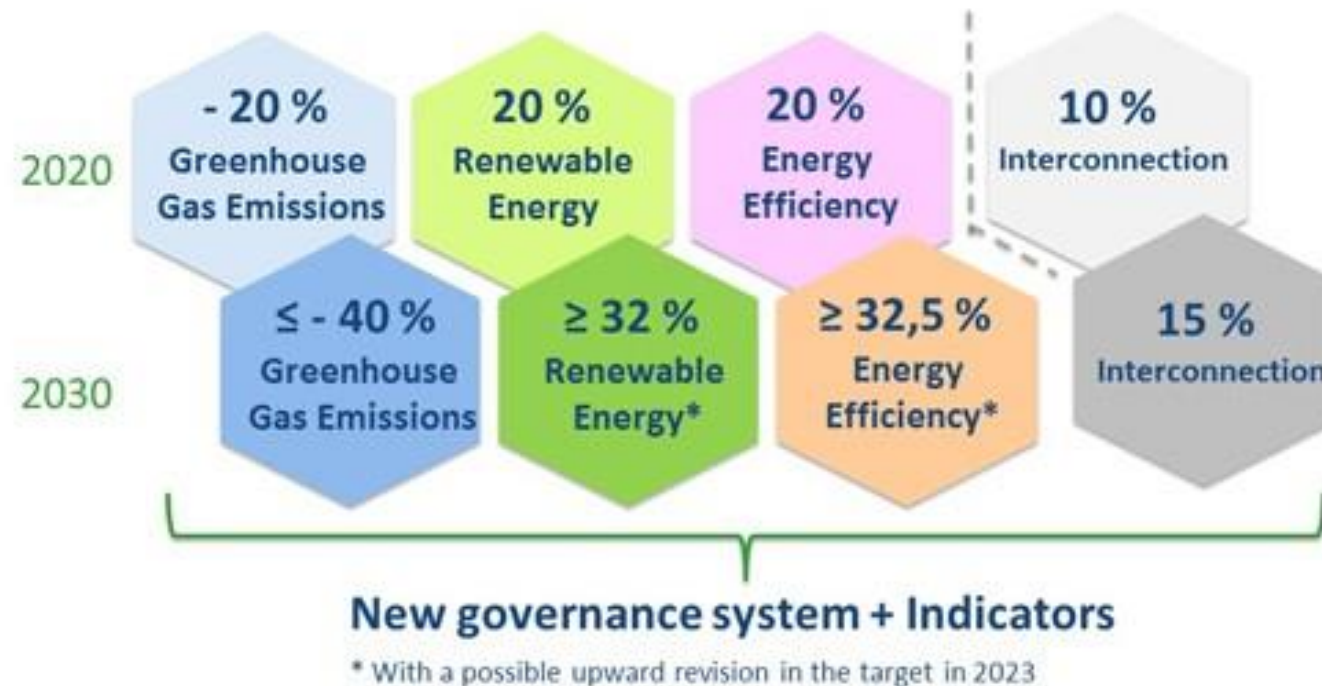 2020
- 20 %
Greenhouse
Gas Emissions
20 %
Renewable
Energy
20 %
Energy
Efficiency
10 %
Interconnection
2030
≤ - 40 %
Greenhouse
Gas Emissions
≥ 32 %
Renewable
Energy*
≥ 32,5 %
Energy
Efficiency*
15 %
Interconnection
New governance system + Indicators
* With a possible upward revision in the target in 2023